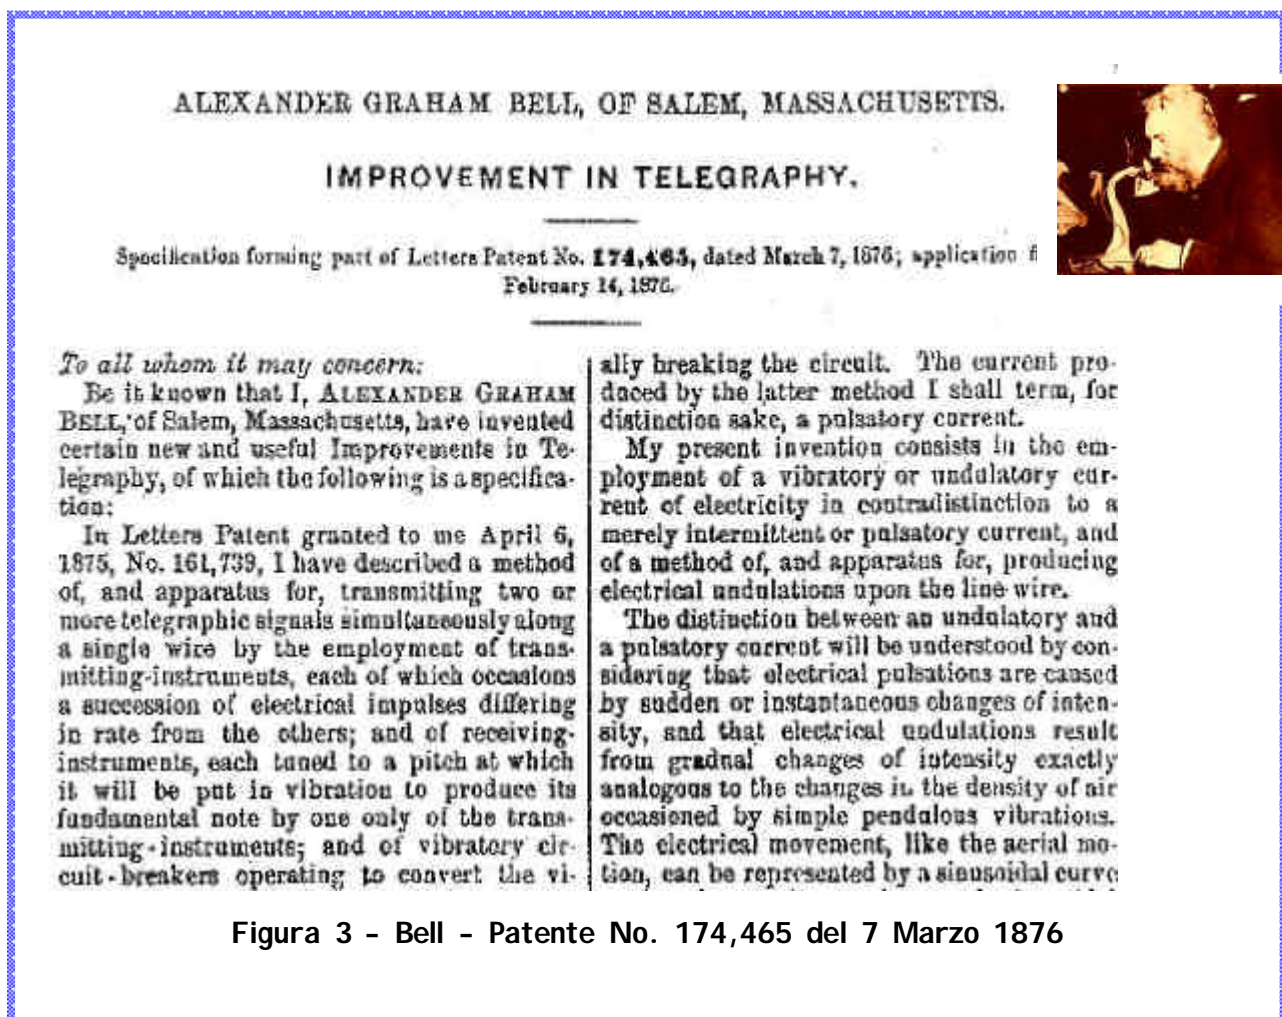 ALEXANDER GRAHAM BELL, OF SALEM, MASSACHUSETTS.
IMPROVEMENT IN TELEGRAPHY.
Specification forming part of Letters Patent No. 174,465, dated March 7, 1876; application
February 14, 1876.
To all whom it may concern:
Be it known that I, ALEXANDER GRAHAM
BELL, of Salem, Massachusetts, have invented
certain new and useful Improvements in Te-
legraphy, of which the following is a specifica-
tion:
In Letters Patent granted to me April 6,
1875, No. 161,739, I have described a method
of, and apparatus for, transmitting two or
more telegraphic signals simultaneously along
a single wire by the employment of trans-
mitting-instruments, each of which occasions
a succession of electrical impulses differing
in rate from the others; and of receiving-
instruments, each tuned to a pitch at which
it will be put in vibration to produce its
fundamental note by one only of the trans-
mitting-instruments; and of vibratory cir-
cuit-breakers operating to convert the vi-
ally breaking the circuit. The current pro-
duced by the latter method I shall term, for
distinction sake, a pulsatory current.
My present invention consists in the em-
ployment of a vibratory or undulatory cur-
rent of electricity in contradistinction to a
merely intermittent or pulsatory current, and
of a method of, and apparatus for, producing
electrical undulations upon the line-wire.
The distinction between an undulatory and
a pulsatory current will be understood by con-
sidering that electrical pulsations are caused
by sudden or instantaneous changes of inten-
sity, and that electrical undulations result
from gradual changes of intensity exactly
analogous to the changes in the density of air
occasioned by simple pendulous vibrations.
The electrical movement, like the aerial mo-
tion, can be represented by a sinusoidal curve
Figura 3 – Bell – Patente No. 174,465 del 7 Marzo 1876